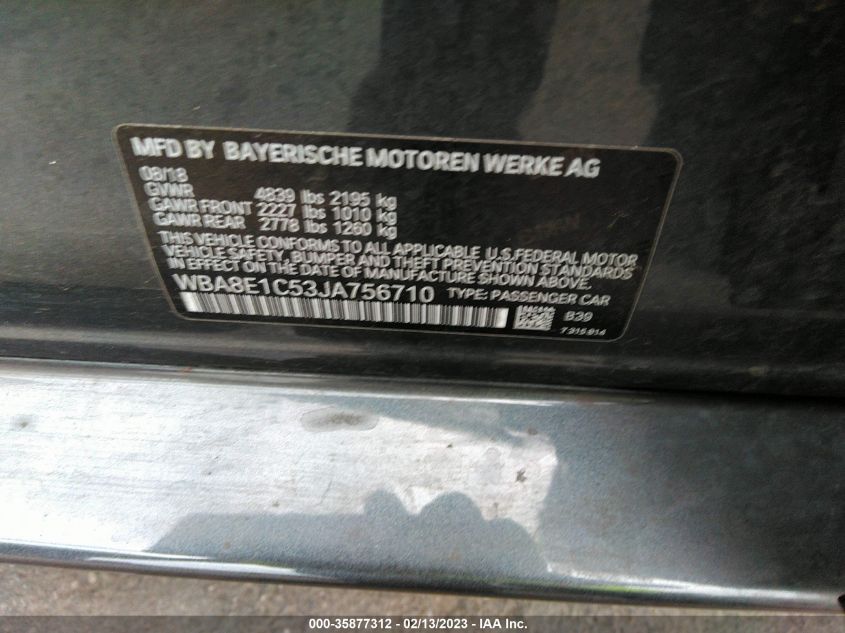 MFD BY BAYERISCHE MOTOREN WERKE AG
08/18
GVWR 4839 lbs 2195 kg
GAWR FRONT 2227 lbs 1010 kg
GAWR REAR 2778 lbs 1260 kg
THIS VEHICLE CONFORMS TO ALL APPLICABLE U.S.FEDERAL MOTOR
VEHICLE SAFETY, BUMPER AND THEFT PREVENTION STANDARDS
IN EFFECT ON THE DATE OF MANUFACTURE SHOWN ABOVE.
WBA8E1C53JA756710 TYPE: PASSENGER CAR
B39
7 315 914
000-35877312 - 02/13/2023 - IAA Inc.